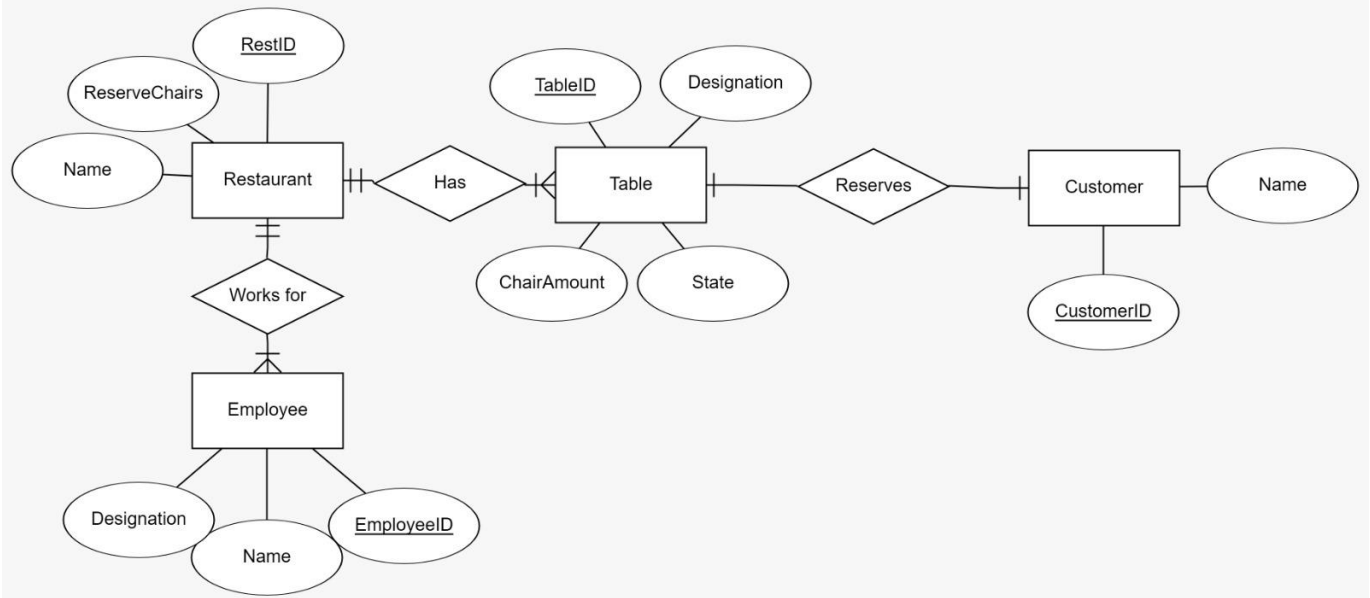 RestID
ReserveChairs
Name
Restaurant
Has
TableID
Designation
Table
ChairAmount
State
Reserves
Customer
Name
CustomerID
Works for
Employee
Designation
Name
EmployeeID